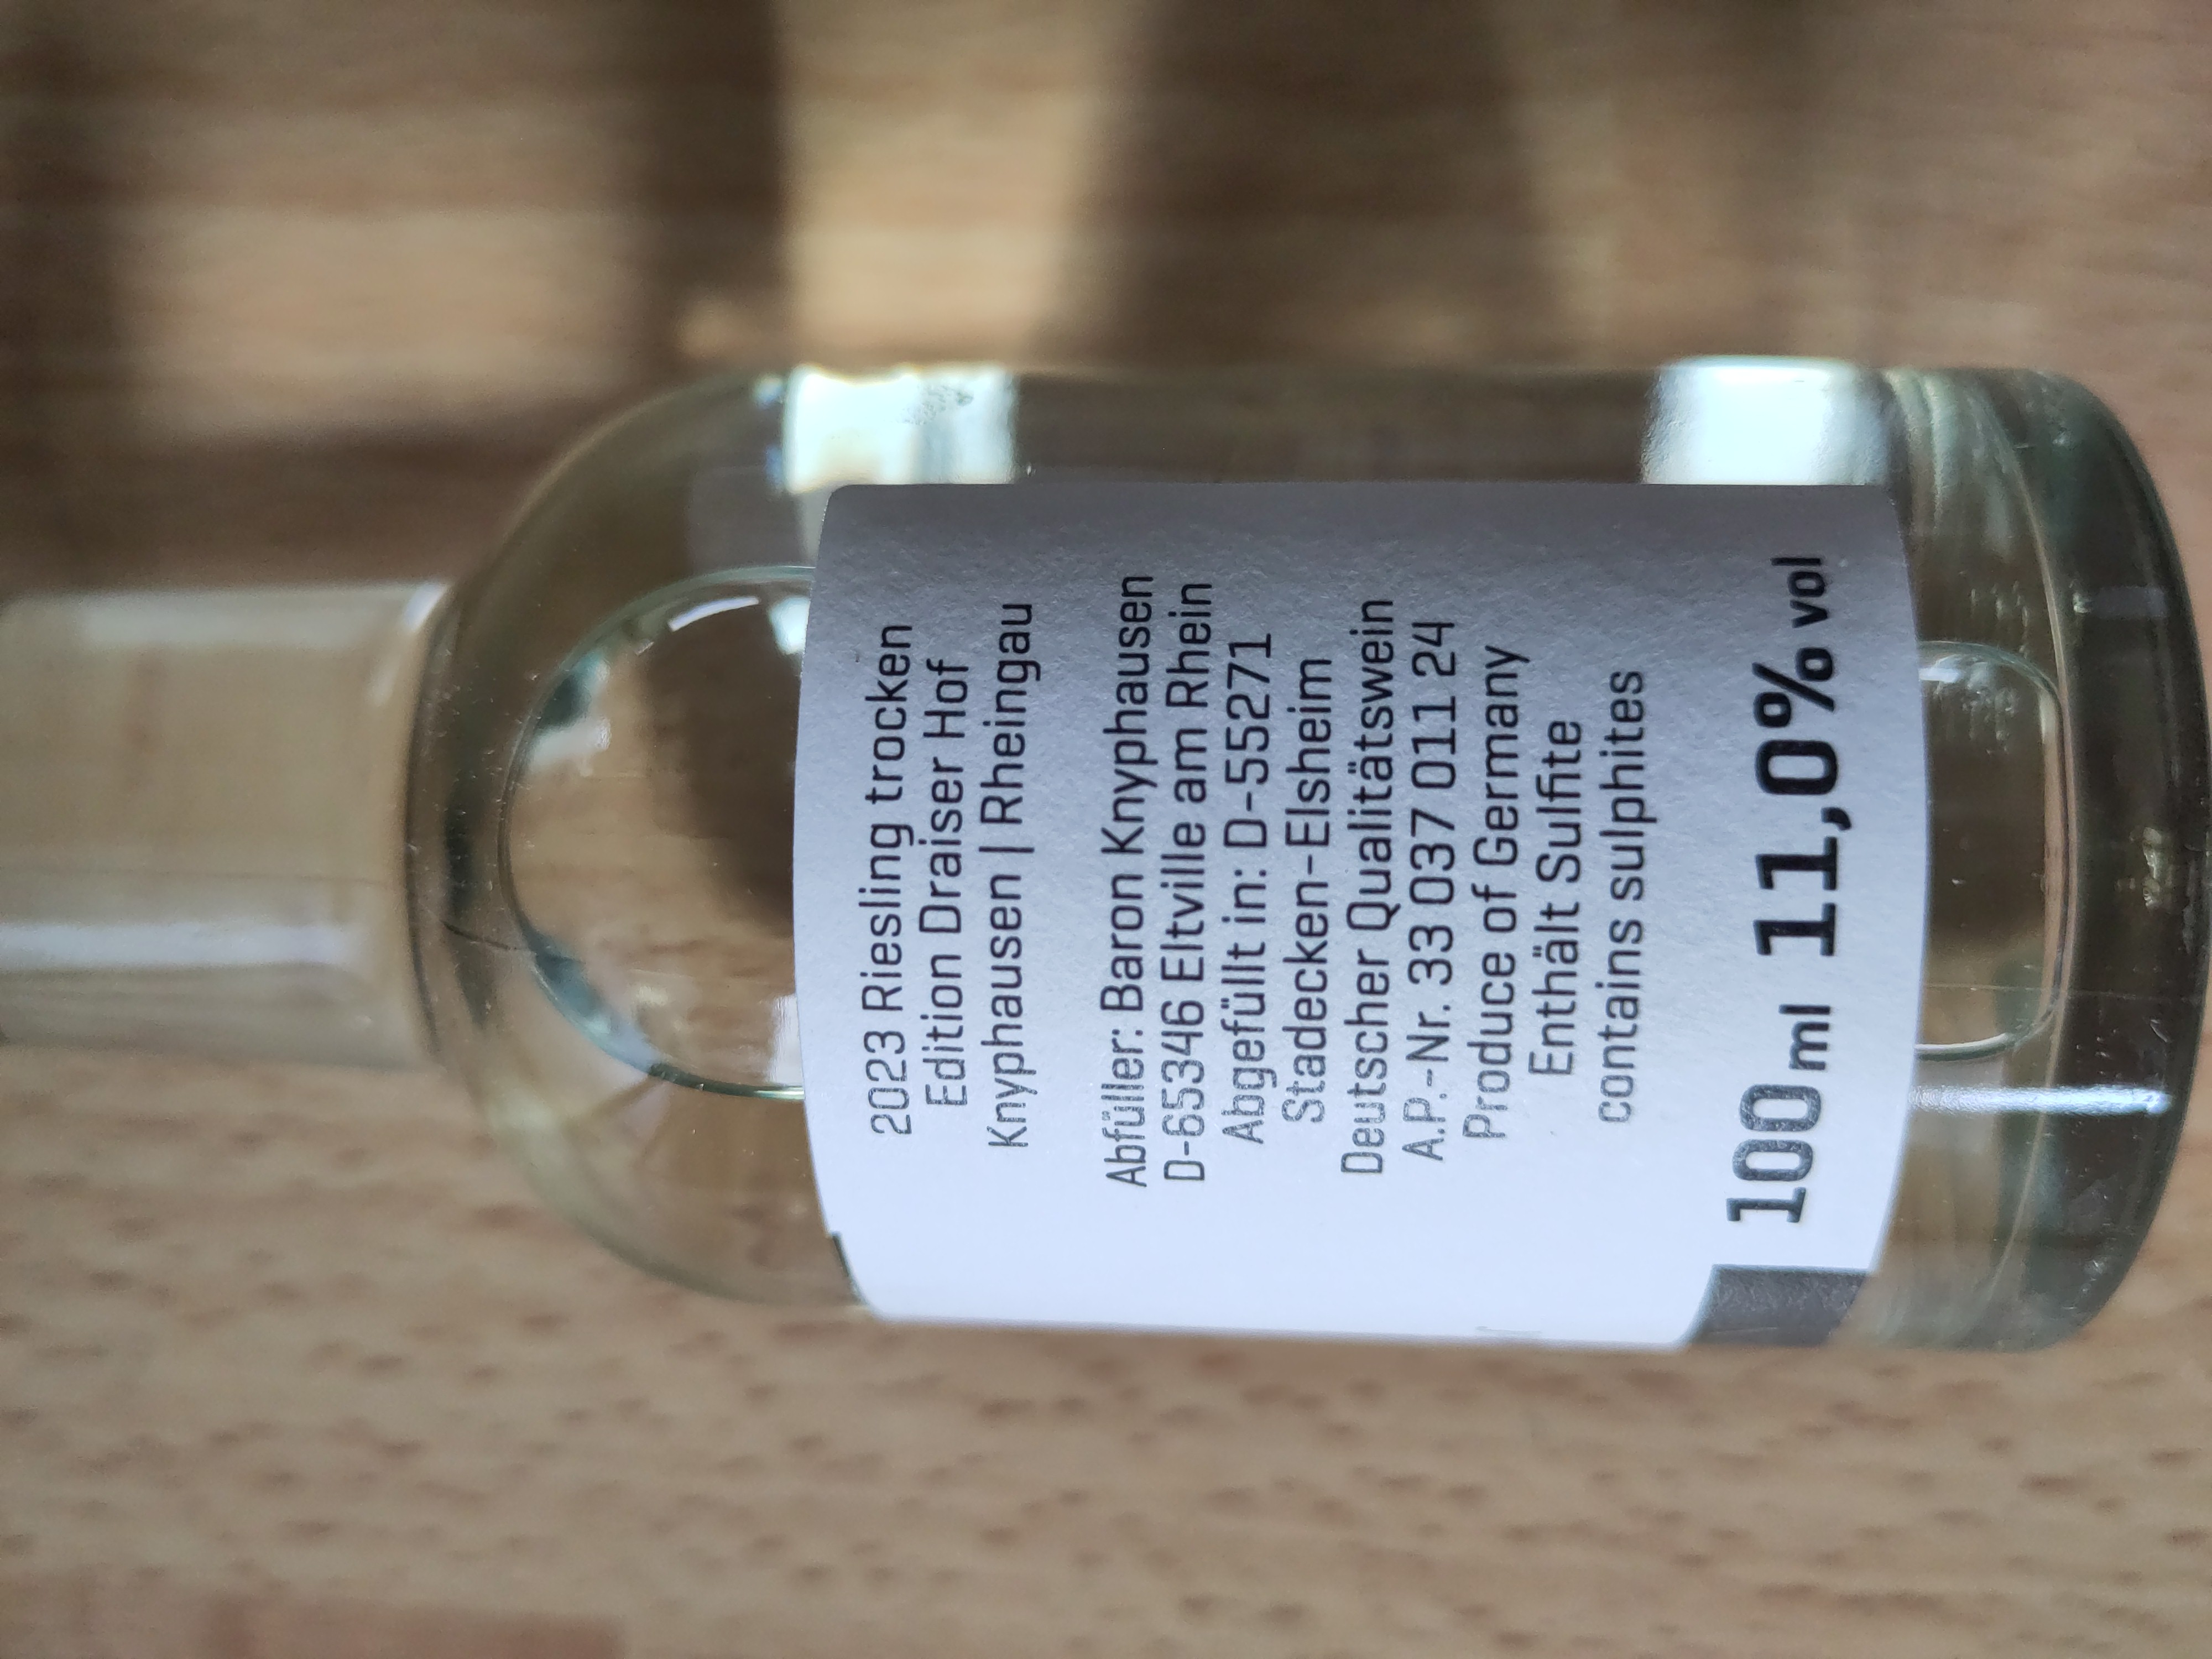 2023 Riesling trocken
Edition Draiser Hof
Knyphausen | Rheingau
Abfüller: Baron Knyphausen
D-65346 Eltville am Rhein
Abgefüllt in: D-55271
Stadecken-Elsheim
Deutscher Qualitätswein
A.P.-Nr. 33 037 011 24
Produce of Germany
Enthält Sulfite
contains sulphites
100 ml 11,0% vol